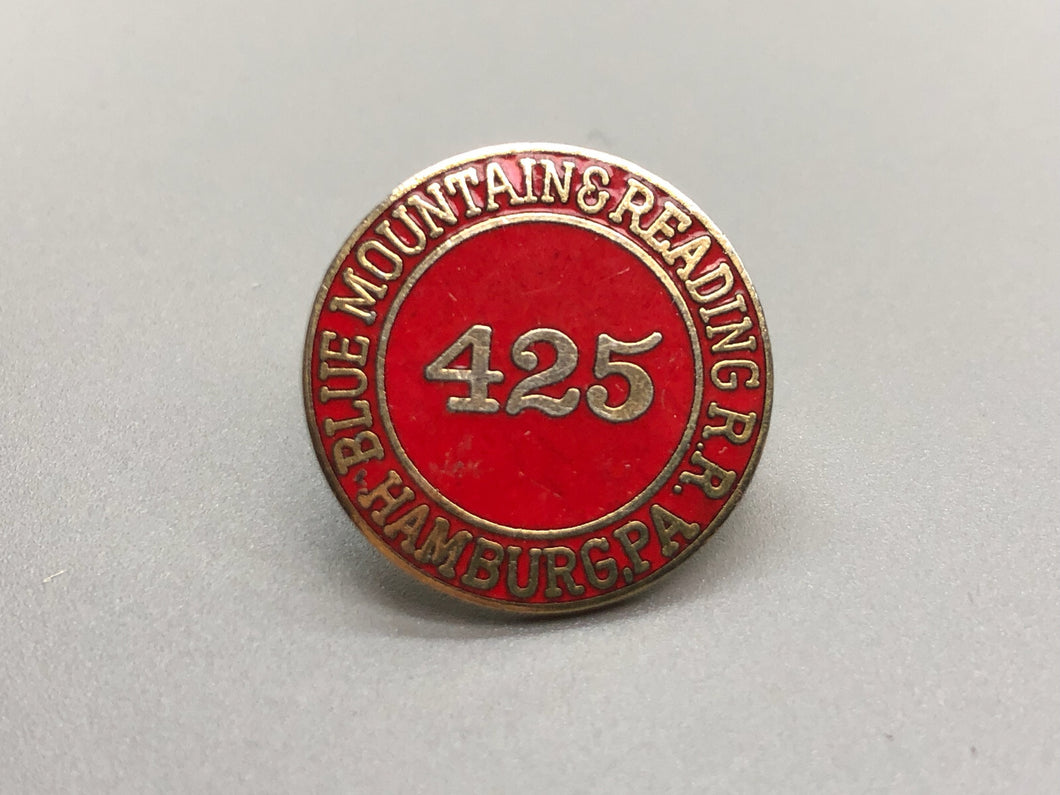 BLUE MOUNTAIN & READING R.R.
425
HAMBURG, PA.